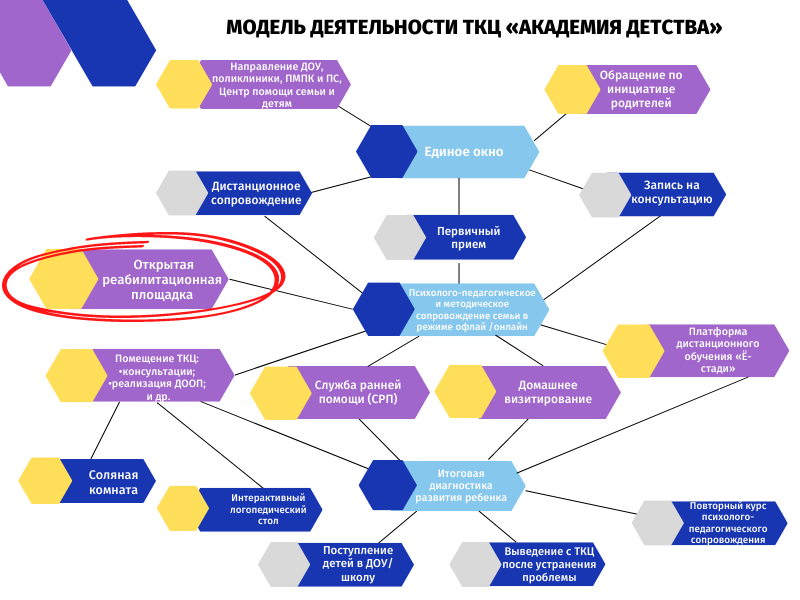 МОДЕЛЬ ДЕЯТЕЛЬНОСТИ ТКЦ «АКАДЕМИЯ ДЕТСТВА»
Направление ДОУ,
поликлиники, ПМПК и ПС,
Центр помощи семьи и
детям
Обращение по
инициативе
родителей
Единое окно
Дистанционное
сопровождение
Запись на
консультацию
Первичный
прием
Открытая
реабилитационная
площадка
Психолого-педагогическое
и методическое
сопровождение семьи в
режиме офлай /онлайн
Платформа
дистанционного
обучения «Ё-
стади»
Помещение ТКЦ:
•консультации;
•реализация ДООП;
и др.
Служба ранней
помощи (СРП)
Домашнее
визитирование
Соляная
комната
Интерактивный
логопедический
стол
Итоговая
диагностика
развития ребенка
Повторный курс
психолого-
педагогического
сопровождения
Поступление
детей в ДОУ/
школу
Выведение с ТКЦ
после устранения
проблемы